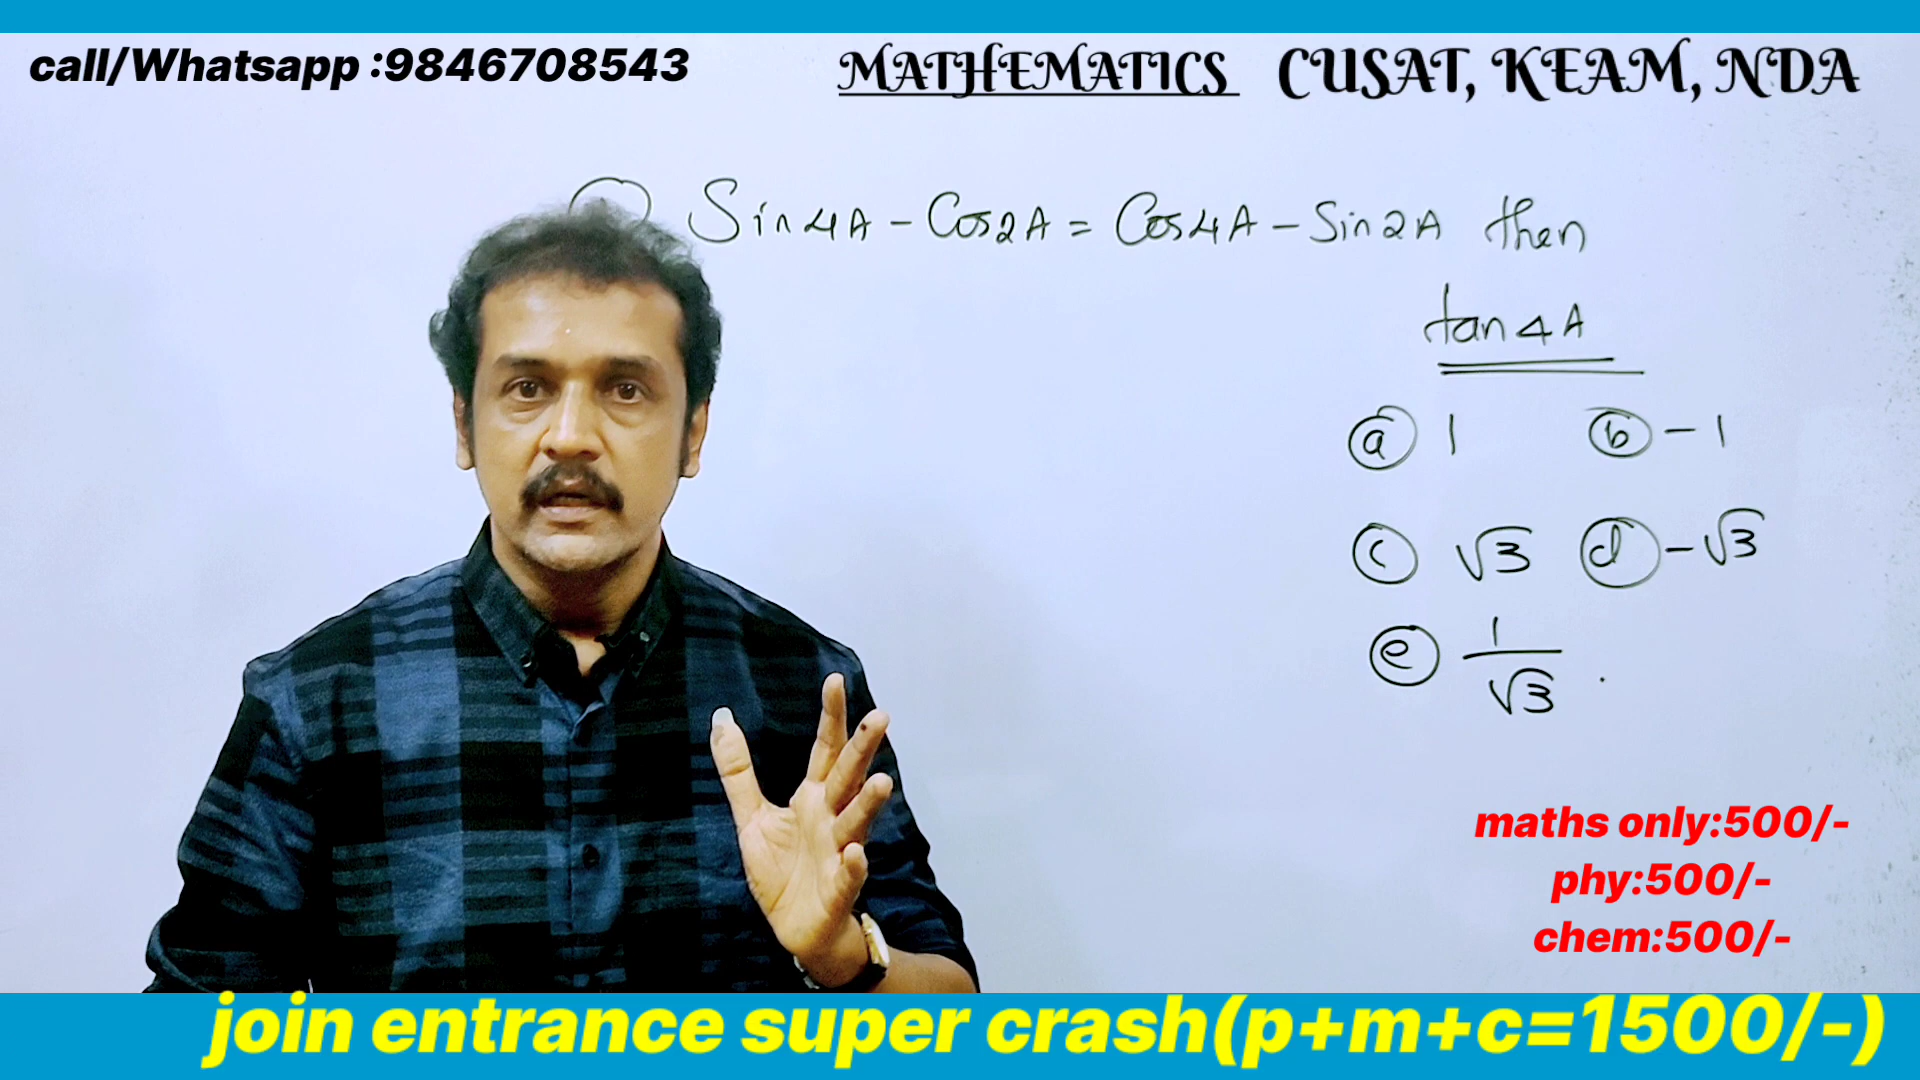 call/Whatsapp :9846708543
MATHEMATICS CUSAT, KEAM, NDA
Sin4A - Cos2A = Cos4A - Sin2A then
tan4A
a 1 b -1
c √3 d -√3
e 1/√3
maths only:500/-
phy:500/-
chem:500/-
join entrance super crash(p+m+c=1500/-)